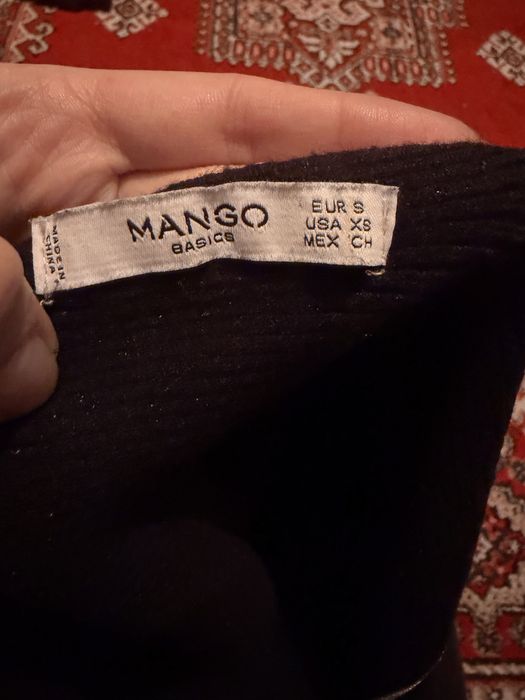 MADE IN
CHINA
MANGO
BASICS
EUR S
USA XS
MEX CH